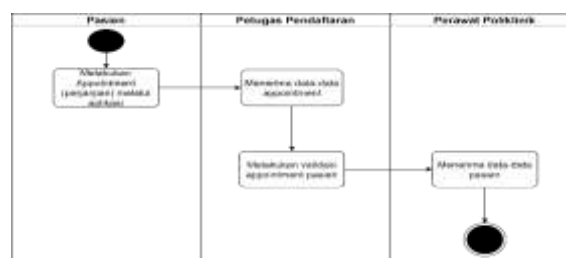 Pasien
Petugas Pendaftaran
Perawat Poliklinik
Melakukan
Appointment
(perjanjian) melalui
aplikasi
Menerima data-data
appointment
Melakukan validasi
appointment pasien
Menerima data-data
pasien